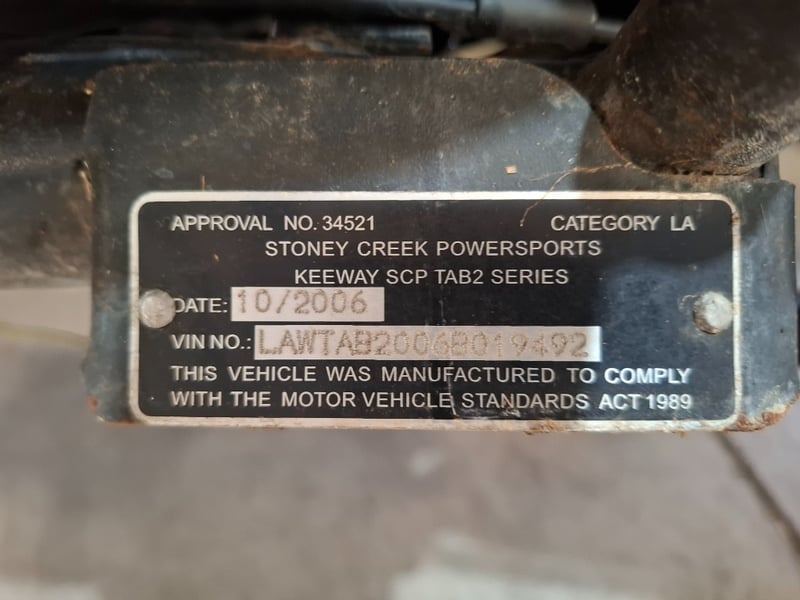 APPROVAL NO. 34521 CATEGORY LA
STONEY CREEK POWERSPORTS
KEEWAY SCP TAB2 SERIES
DATE: 10/2006
VIN NO.: LAWTAB2006B019492
THIS VEHICLE WAS MANUFACTURED TO COMPLY
WITH THE MOTOR VEHICLE STANDARDS ACT 1989